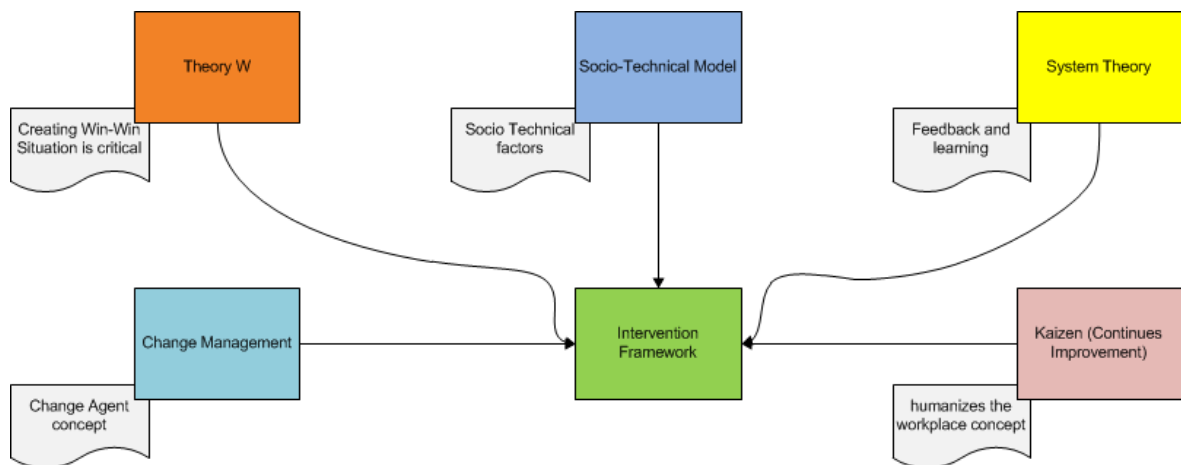 Theory W
Socio-Technical Model
System Theory
Creating Win-Win
Situation is critical
Socio Technical
factors
Feedback and
learning
Change Management
Intervention
Framework
Kaizen (Continues
Improvement)
Change Agent
concept
humanizes the
workplace concept